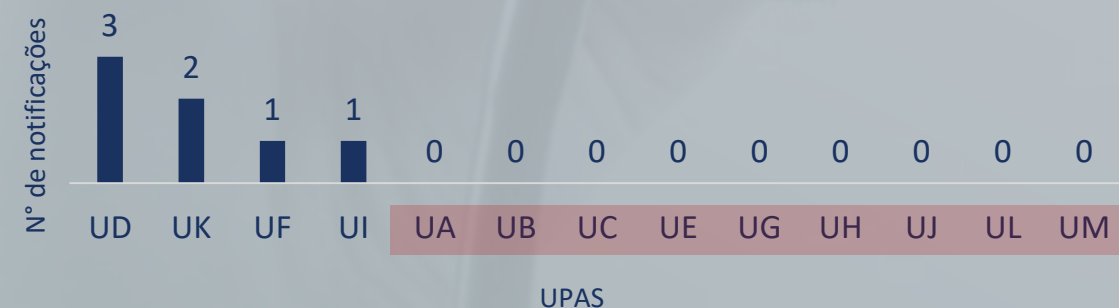 N° de notificações
3
2
1 1
0 0 0 0 0 0 0 0 0
UD UK UF UI UA UB UC UE UG UH UJ UL UM
UPAS